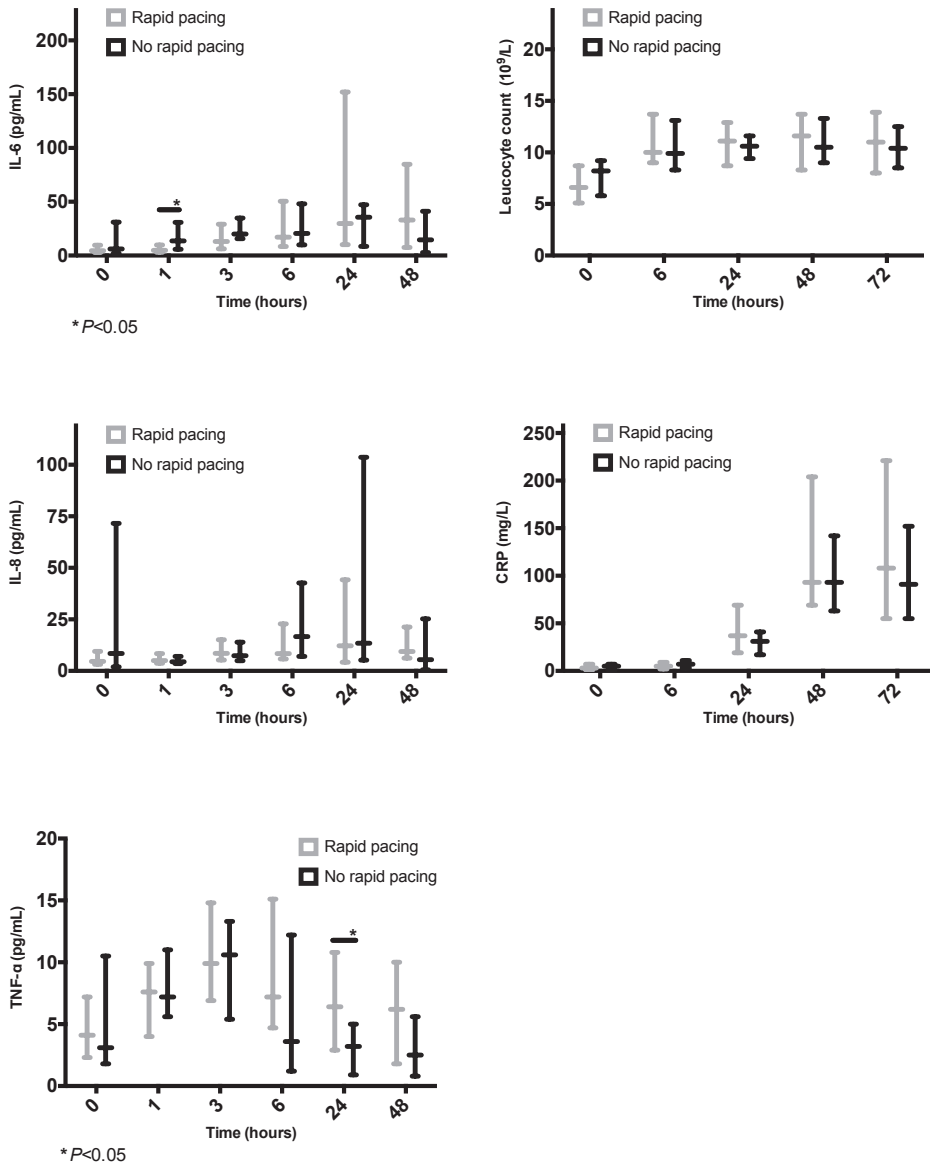 Rapid pacing
No rapid pacing
IL-6 (pg/mL)
200
150
100
50
0
*
0 1 3 6 24 48
Time (hours)
* P<0.05
Rapid pacing
No rapid pacing
Leucocyte count (10⁹/L)
20
15
10
5
0
0 6 24 48 72
Time (hours)
Rapid pacing
No rapid pacing
IL-8 (pg/mL)
100
75
50
25
0
0 1 3 6 24 48
Time (hours)
Rapid pacing
No rapid pacing
CRP (mg/L)
250
200
150
100
50
0
0 6 24 48 72
Time (hours)
Rapid pacing
No rapid pacing
TNF-α (pg/mL)
20
15
10
5
0
*
0 1 3 6 24 48
Time (hours)
* P<0.05